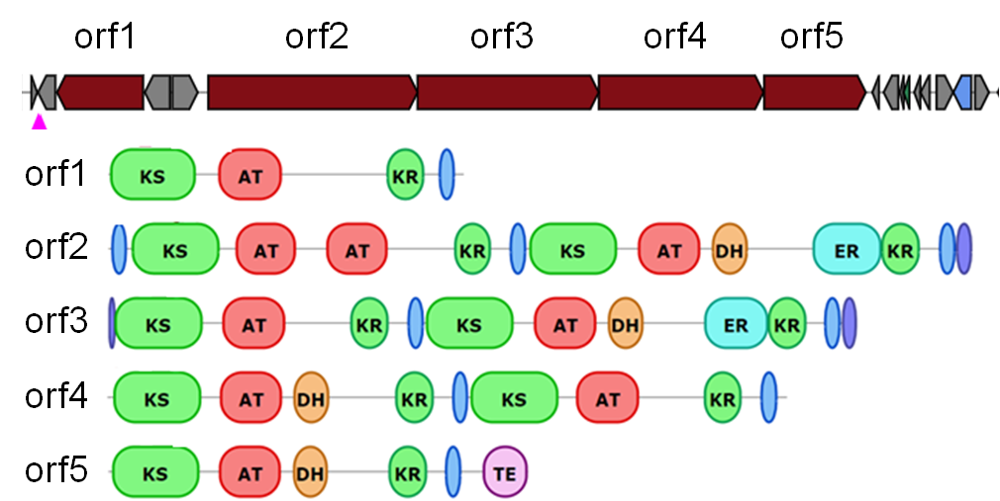 orf1 orf2 orf3 orf4 orf5
orf1 KS AT KR
orf2 KS AT AT KR KS AT DH ER KR
orf3 KS AT KR KS AT DH ER KR
orf4 KS AT DH KR KS AT KR
orf5 KS AT DH KR TE